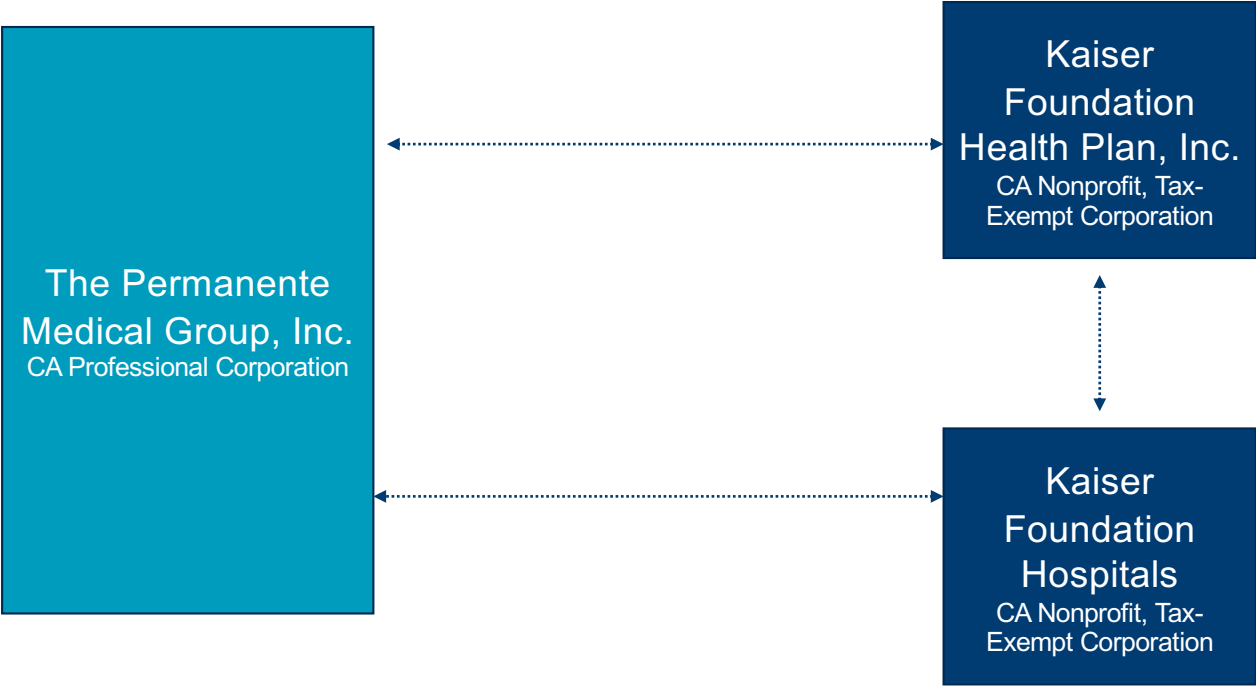 The Permanente
Medical Group, Inc.
CA Professional Corporation
Kaiser
Foundation
Health Plan, Inc.
CA Nonprofit, Tax-
Exempt Corporation
Kaiser
Foundation
Hospitals
CA Nonprofit, Tax-
Exempt Corporation